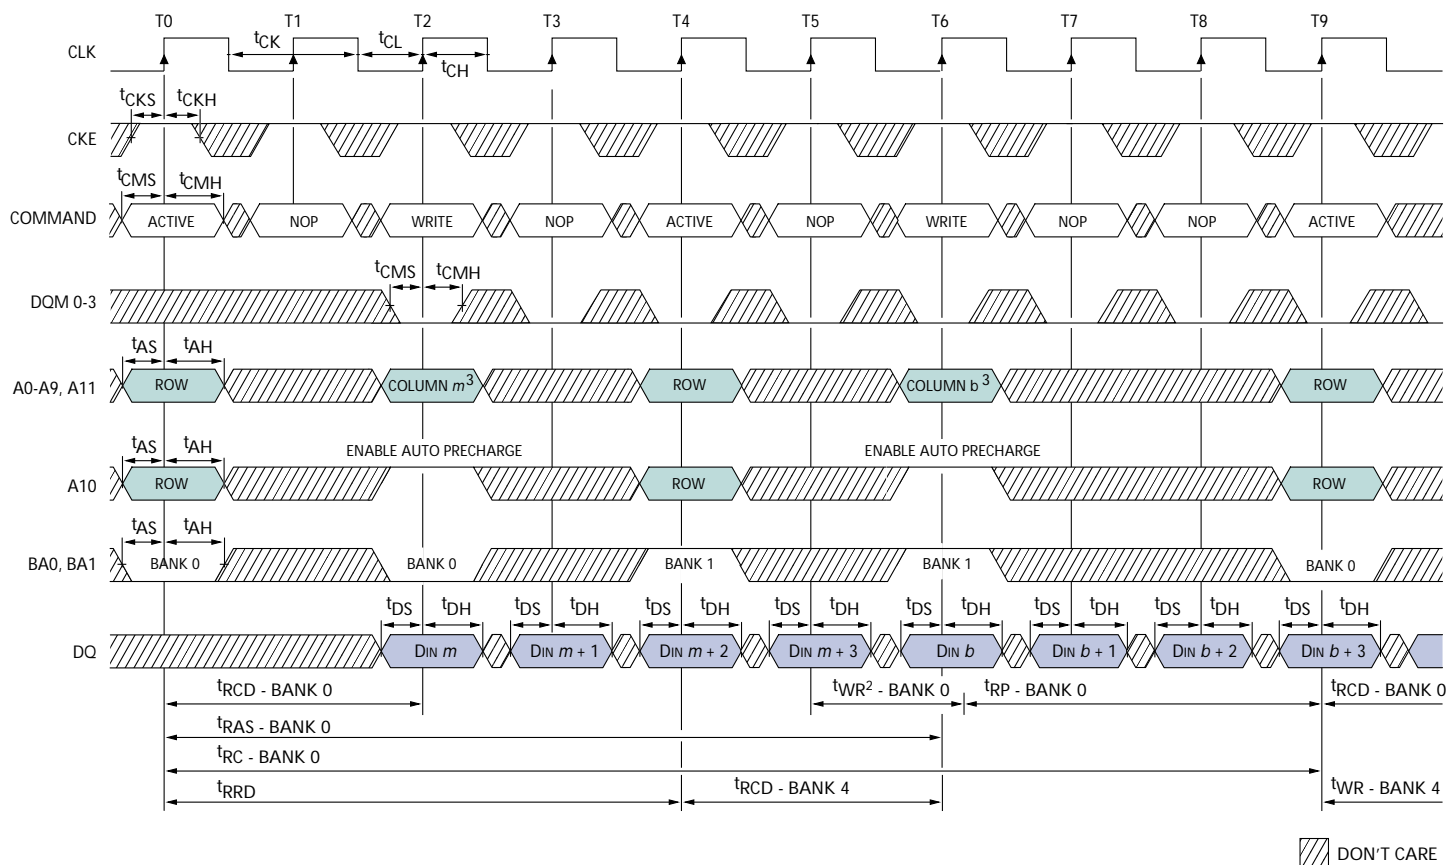 T0 T1 T2 T3 T4 T5 T6 T7 T8 T9
CLK
tCK tCL
tCH
tCKS tCKH
CKE
tCMS tCMH
COMMAND ACTIVE NOP WRITE NOP ACTIVE NOP WRITE NOP NOP ACTIVE
tCMS tCMH
DQM 0-3
tAS tAH
A0-A9, A11 ROW COLUMN m3 ROW COLUMN b 3 ROW
tAS tAH
ENABLE AUTO PRECHARGE ENABLE AUTO PRECHARGE
A10 ROW ROW ROW
tAS tAH
BA0, BA1 BANK 0 BANK 0 BANK 1 BANK 1 BANK 0
tDS tDH tDS tDH tDS tDH tDS tDH tDS tDH tDS tDH tDS tDH tDS tDH
DQ DIN m DIN m + 1 DIN m + 2 DIN m + 3 DIN b DIN b + 1 DIN b + 2 DIN b + 3
tRCD - BANK 0 tWR2 - BANK 0 tRP - BANK 0 tRCD - BANK 0
tRAS - BANK 0
tRC - BANK 0
tRRD tRCD - BANK 4 tWR - BANK 4
DON'T CARE